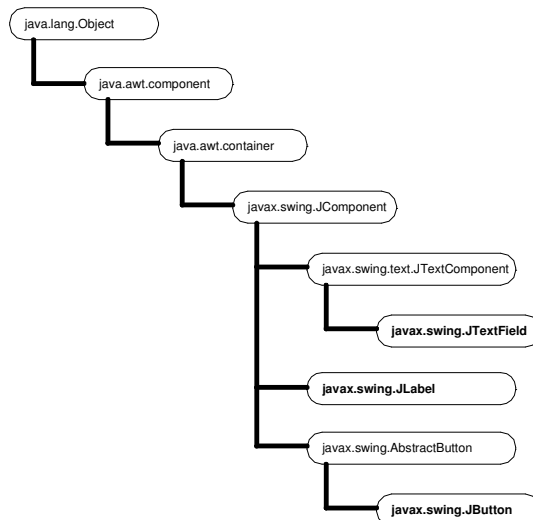 java.lang.Object
java.awt.component
java.awt.container
javax.swing.JComponent
javax.swing.text.JTextComponent
javax.swing.JTextField
javax.swing.JLabel
javax.swing.AbstractButton
javax.swing.JButton